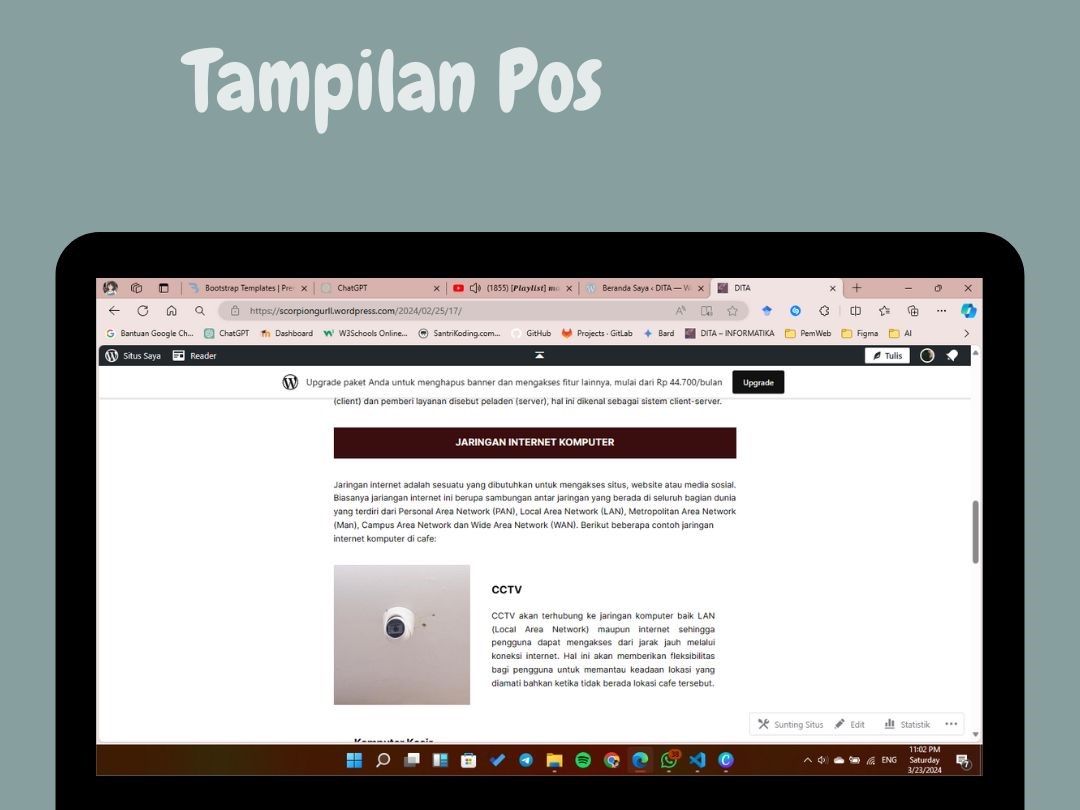 Tampilan Pos
Bootstrap Templates | Pre
ChatGPT
(1855) [Playlist] mo
Beranda Saya ‹ DITA — W
DITA
https://scorpiongurll.wordpress.com/2024/02/25/17/
Bantuan Google Ch...
ChatGPT
Dashboard
W3Schools Online...
SantriKoding.com...
GitHub
Projects · GitLab
Bard
DITA – INFORMATIKA
PemWeb
Figma
AI
Situs Saya
Reader
Tulis
Upgrade paket Anda untuk menghapus banner dan mengakses fitur lainnya, mulai dari Rp 44.700/bulan
Upgrade
(client) dan pemberi layanan disebut peladen (server), hal ini dikenal sebagai sistem client-server.
JARINGAN INTERNET KOMPUTER
Jaringan internet adalah sesuatu yang dibutuhkan untuk mengakses situs, website atau media sosial.
Biasanya jariangan internet ini berupa sambungan antar jaringan yang berada di seluruh bagian dunia
yang terdiri dari Personal Area Network (PAN), Local Area Network (LAN), Metropolitan Area Network
(Man), Campus Area Network dan Wide Area Network (WAN). Berikut beberapa contoh jaringan
internet komputer di cafe:
CCTV
CCTV akan terhubung ke jaringan komputer baik LAN
(Local Area Network) maupun internet sehingga
pengguna dapat mengakses dari jarak jauh melalui
koneksi internet. Hal ini akan memberikan fleksibilitas
bagi pengguna untuk memantau keadaan lokasi yang
diamati bahkan ketika tidak berada lokasi cafe tersebut.
Sunting Situs
Edit
Statistik
Komputer Kasir
ENG
11:02 PM
Saturday
3/23/2024